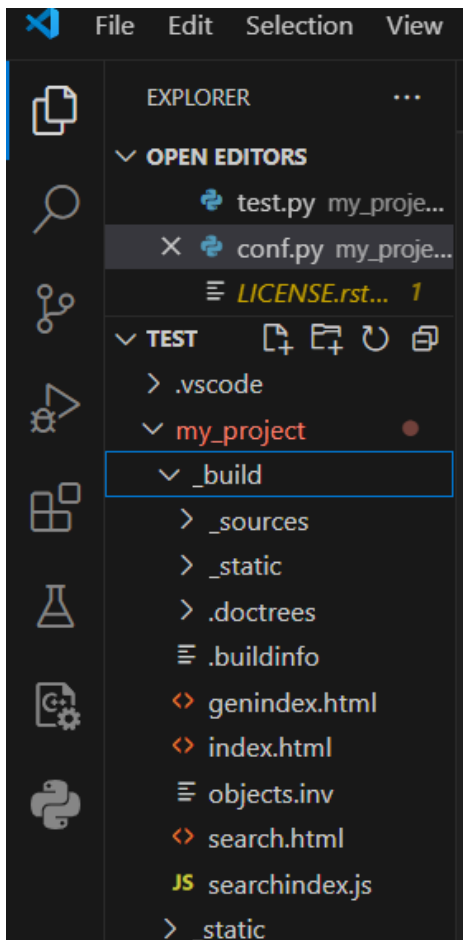 File Edit Selection View
EXPLORER ...
OPEN EDITORS
test.py my_proje...
conf.py my_proje...
LICENSE.rst... 1
TEST
.vscode
my_project
_build
_sources
_static
.doctrees
.buildinfo
genindex.html
index.html
objects.inv
search.html
JS searchindex.js
_static